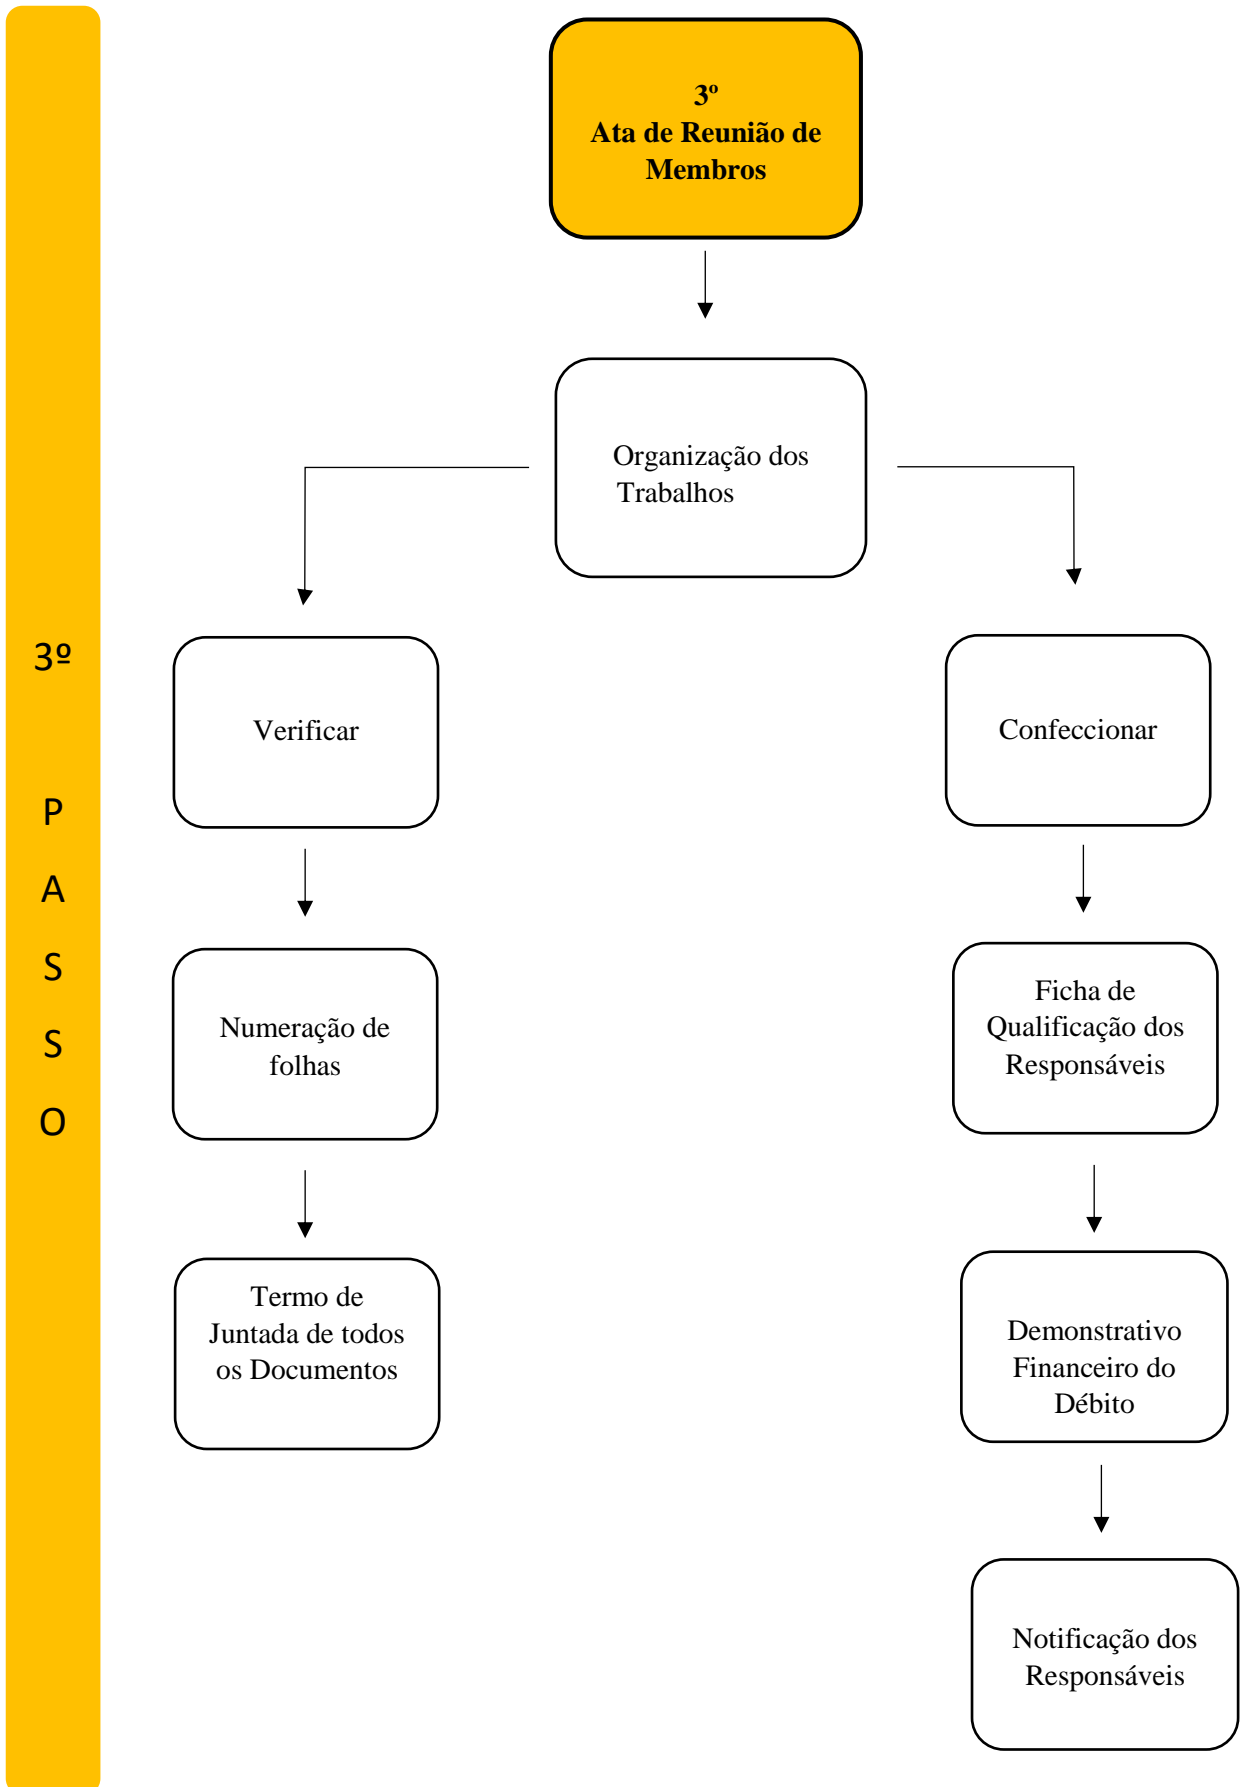 3º
P
A
S
S
O
3º
Ata de Reunião de
Membros
Organização dos
Trabalhos
Verificar
Numeração de
folhas
Termo de
Juntada de todos
os Documentos
Confeccionar
Ficha de
Qualificação dos
Responsáveis
Demonstrativo
Financeiro do
Débito
Notificação dos
Responsáveis